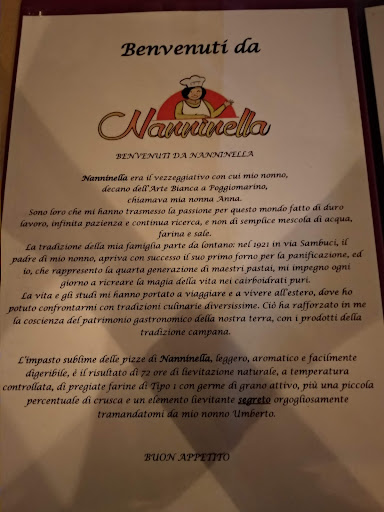 Benvenuti da
Nanninella
BENVENUTI DA NANNINELLA
Nanninella era il vezzeggiativo con cui mio nonno,
decano dell'Arte Bianca a Poggiomarino,
chiamava mia nonna Anna.
Sono loro che mi hanno trasmesso la passione per questo mondo fatto di duro
lavoro, infinita pazienza e continua ricerca, e non di semplice mescola di acqua,
farina e sale.
La tradizione della mia famiglia parte da lontano: nel 1921 in via Sambuci, il
padre di mio nonno, apriva con successo il suo primo forno per la panificazione, ed
io, che rappresento la quarta generazione di maestri pastai, mi impegno ogni
giorno a ricreare la magia della vita nei cairboidrati puri.
La vita e gli studi mi hanno portato a viaggiare e a vivere all'estero, dove ho
potuto confrontarmi con tradizioni culinarie diversissime. Ciò ha rafforzato in me
la coscienza del patrimonio gastronomico della nostra terra, con i prodotti della
tradizione campana.
L'impasto sublime delle pizze di Nanninella, leggero, aromatico e facilmente
digeribile, è il risultato di 72 ore di lievitazione naturale, a temperatura
controllata, di pregiate farine di Tipo 1 con germe di grano attivo, più una piccola
percentuale di crusca e un elemento lievitante segreto orgogliosamente
tramandatomi da mio nonno Umberto.
BUON APPETITO